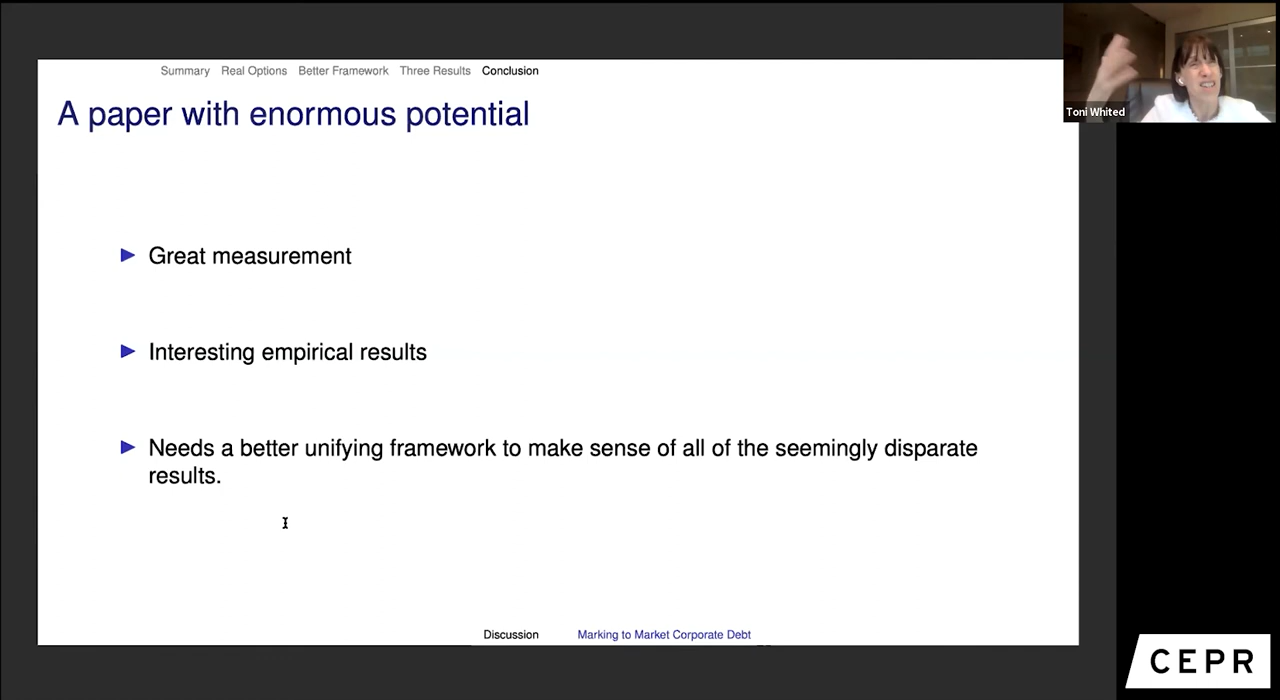 Summary Real Options Better Framework Three Results Conclusion
A paper with enormous potential
Great measurement
Interesting empirical results
Needs a better unifying framework to make sense of all of the seemingly disparate
results.
Discussion Marking to Market Corporate Debt
Toni Whited
CEPR